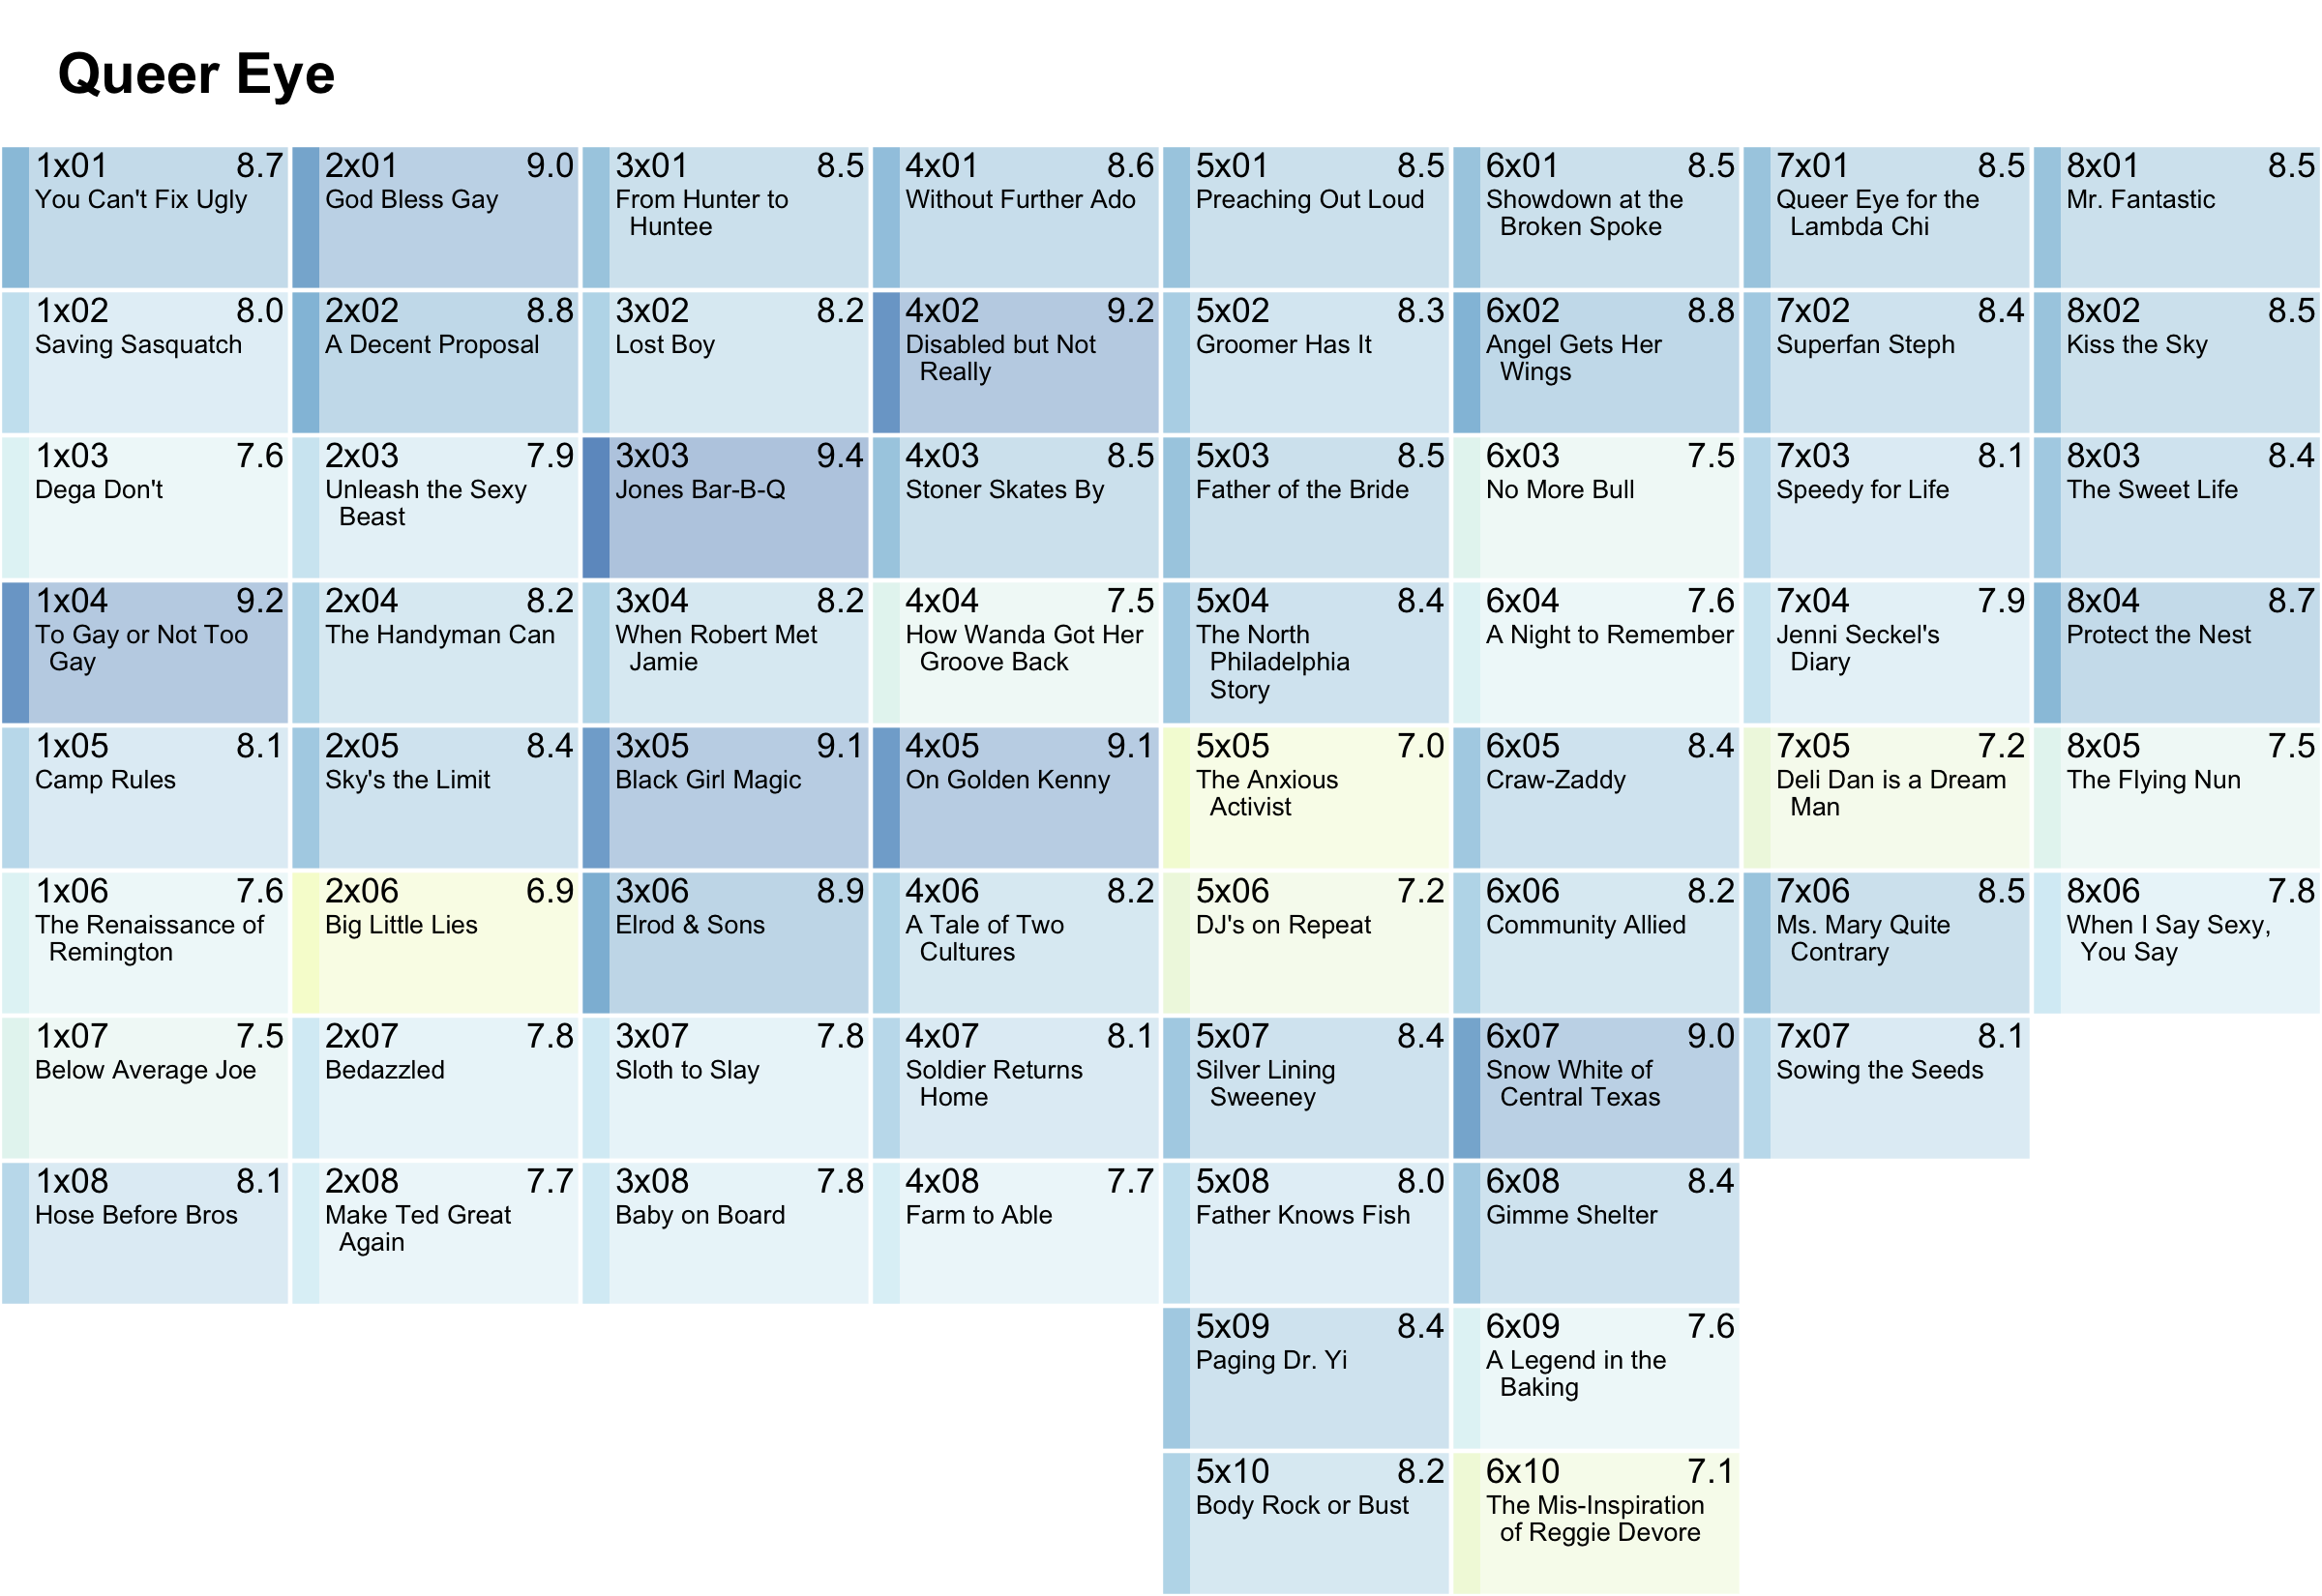 Queer Eye
1x01 8.7
You Can't Fix Ugly
2x01 9.0
God Bless Gay
3x01 8.5
From Hunter to
Huntee
4x01 8.6
Without Further Ado
5x01 8.5
Preaching Out Loud
6x01 8.5
Showdown at the
Broken Spoke
7x01 8.5
Queer Eye for the
Lambda Chi
8x01 8.5
Mr. Fantastic
1x02 8.0
Saving Sasquatch
2x02 8.8
A Decent Proposal
3x02 8.2
Lost Boy
4x02 9.2
Disabled but Not
Really
5x02 8.3
Groomer Has It
6x02 8.8
Angel Gets Her
Wings
7x02 8.4
Superfan Steph
8x02 8.5
Kiss the Sky
1x03 7.6
Dega Don't
2x03 7.9
Unleash the Sexy
Beast
3x03 9.4
Jones Bar-B-Q
4x03 8.5
Stoner Skates By
5x03 8.5
Father of the Bride
6x03 7.5
No More Bull
7x03 8.1
Speedy for Life
8x03 8.4
The Sweet Life
1x04 9.2
To Gay or Not Too
Gay
2x04 8.2
The Handyman Can
3x04 8.2
When Robert Met
Jamie
4x04 7.5
How Wanda Got Her
Groove Back
5x04 8.4
The North
Philadelphia
Story
6x04 7.6
A Night to Remember
7x04 7.9
Jenni Seckel's
Diary
8x04 8.7
Protect the Nest
1x05 8.1
Camp Rules
2x05 8.4
Sky's the Limit
3x05 9.1
Black Girl Magic
4x05 9.1
On Golden Kenny
5x05 7.0
The Anxious
Activist
6x05 8.4
Craw-Zaddy
7x05 7.2
Deli Dan is a Dream
Man
8x05 7.5
The Flying Nun
1x06 7.6
The Renaissance of
Remington
2x06 6.9
Big Little Lies
3x06 8.9
Elrod & Sons
4x06 8.2
A Tale of Two
Cultures
5x06 7.2
DJ's on Repeat
6x06 8.2
Community Allied
7x06 8.5
Ms. Mary Quite
Contrary
8x06 7.8
When I Say Sexy,
You Say
1x07 7.5
Below Average Joe
2x07 7.8
Bedazzled
3x07 7.8
Sloth to Slay
4x07 8.1
Soldier Returns
Home
5x07 8.4
Silver Lining
Sweeney
6x07 9.0
Snow White of
Central Texas
7x07 8.1
Sowing the Seeds
1x08 8.1
Hose Before Bros
2x08 7.7
Make Ted Great
Again
3x08 7.8
Baby on Board
4x08 7.7
Farm to Able
5x08 8.0
Father Knows Fish
6x08 8.4
Gimme Shelter
5x09 8.4
Paging Dr. Yi
6x09 7.6
A Legend in the
Baking
5x10 8.2
Body Rock or Bust
6x10 7.1
The Mis-Inspiration
of Reggie Devore